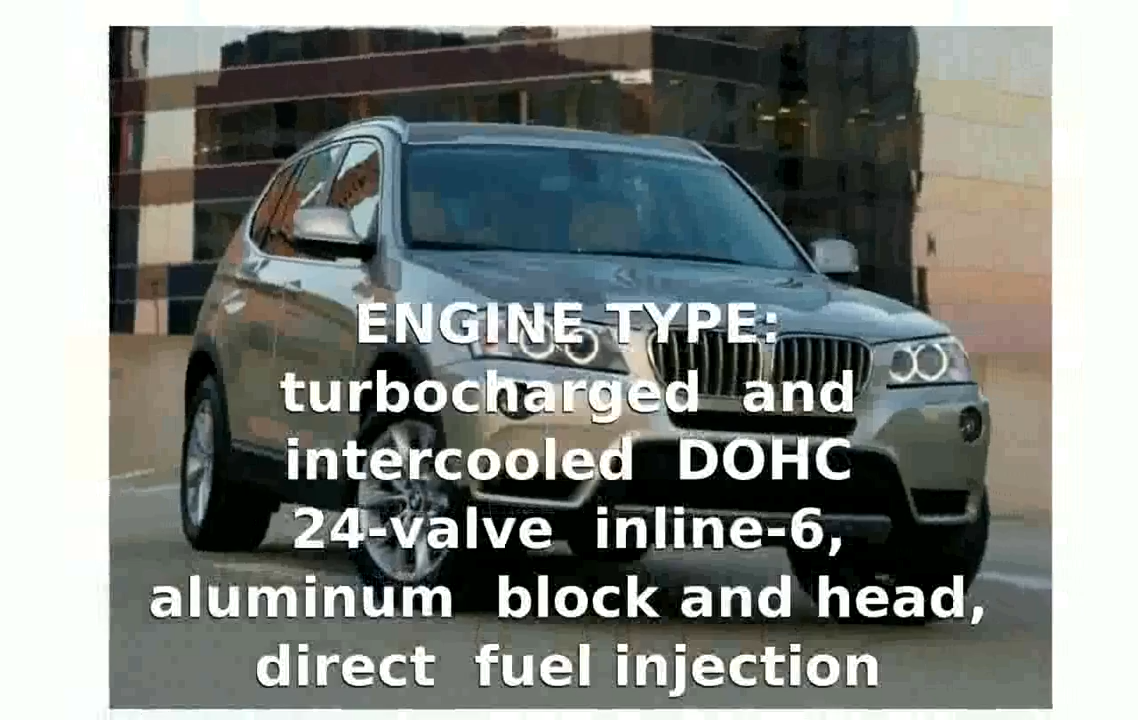 ENGINE TYPE:
turbocharged and
intercooled DOHC
24-valve inline-6,
aluminum block and head,
direct fuel injection